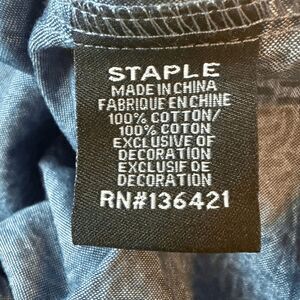 STAPLE
MADE IN CHINA
FABRIQUE EN CHINE
100% COTTON/
100% COTON
EXCLUSIVE OF
DECORATION
EXCLUSIF DE
DECORATION
RN#136421